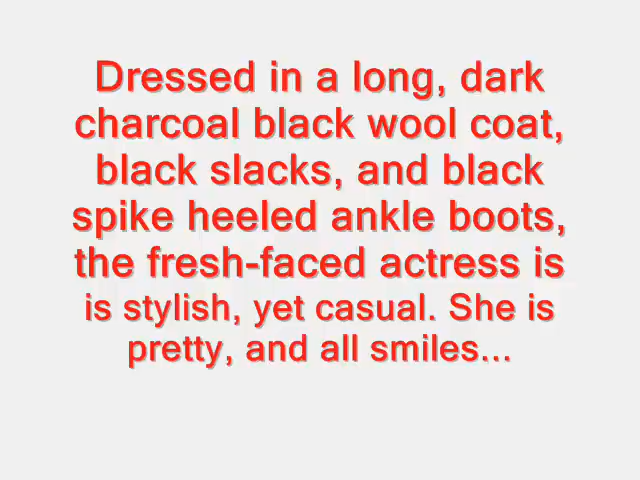 Dressed in a long, dark
charcoal black wool coat,
black slacks, and black
spike heeled ankle boots,
the fresh-faced actress is
is stylish, yet casual. She is
pretty, and all smiles...